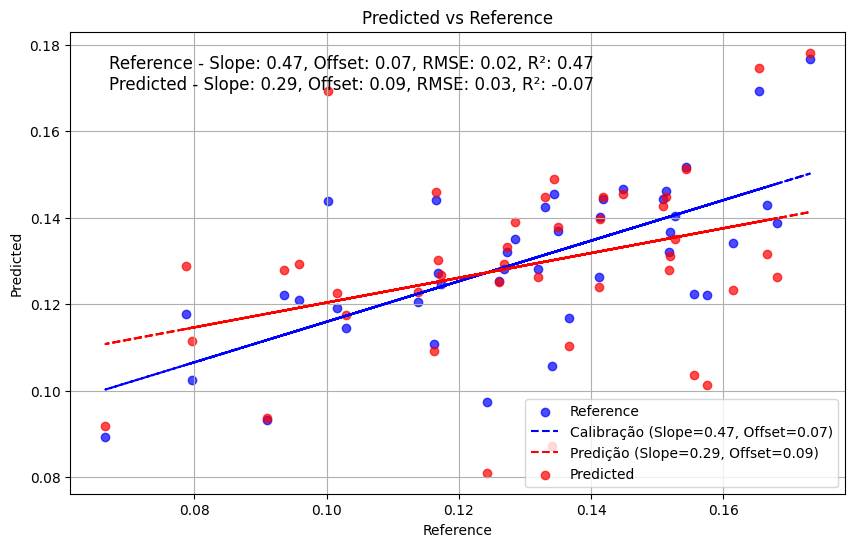 Predicted vs Reference
Reference - Slope: 0.47, Offset: 0.07, RMSE: 0.02, R²: 0.47
Predicted - Slope: 0.29, Offset: 0.09, RMSE: 0.03, R²: -0.07
0.18
0.16
0.14
0.12
0.10
0.08
Predicted
Reference
Calibração (Slope=0.47, Offset=0.07)
Predição (Slope=0.29, Offset=0.09)
Predicted
0.08 0.10 0.12 0.14 0.16
Reference